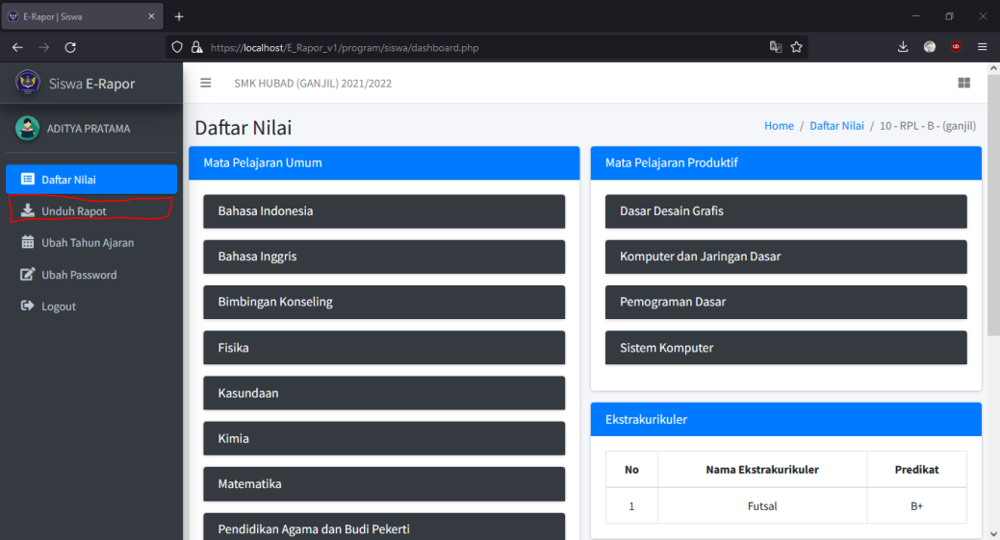 E-Rapor | Siswa
https://localhost/E_Rapor_v1/program/siswa/dashboard.php
Siswa E-Rapor
SMK HUBAD (GANJIL) 2021/2022
ADITYA PRATAMA
Daftar Nilai
Unduh Rapot
Ubah Tahun Ajaran
Ubah Password
Logout
Daftar Nilai
Home / Daftar Nilai / 10 - RPL - B - (ganjil)
Mata Pelajaran Umum
Bahasa Indonesia
Bahasa Inggris
Bimbingan Konseling
Fisika
Kasundaan
Kimia
Matematika
Pendidikan Agama dan Budi Pekerti
Mata Pelajaran Produktif
Dasar Desain Grafis
Komputer dan Jaringan Dasar
Pemograman Dasar
Sistem Komputer
Ekstrakurikuler
No Nama Ekstrakurikuler Predikat
1 Futsal B+